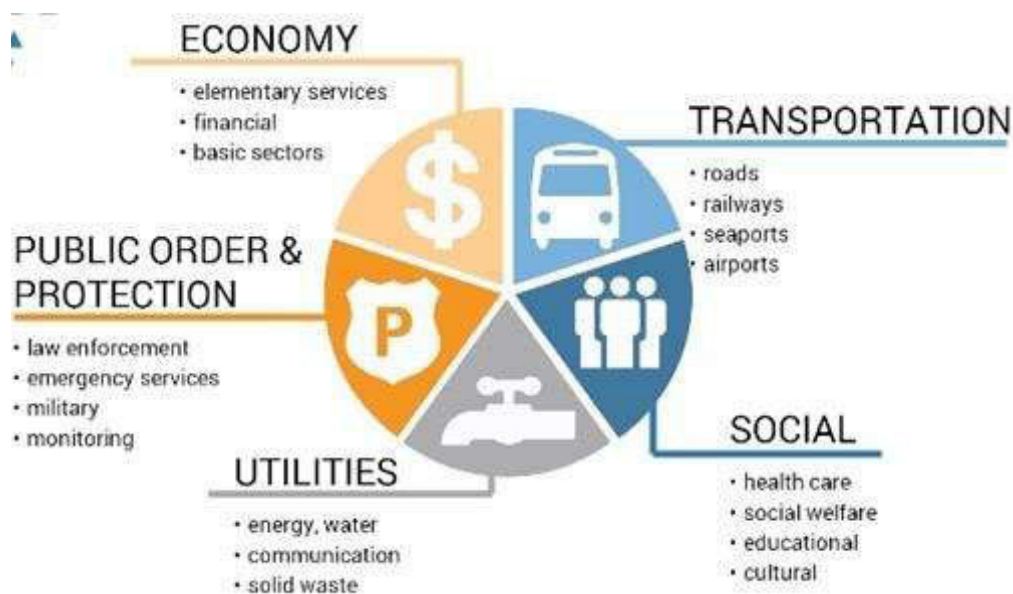 ECONOMY
• elementary services
• financial
• basic sectors
TRANSPORTATION
• roads
• railways
• seaports
• airports
PUBLIC ORDER &
PROTECTION
• law enforcement
• emergency services
• military
• monitoring
P
SOCIAL
• health care
• social welfare
• educational
• cultural
UTILITIES
• energy, water
• communication
• solid waste
$